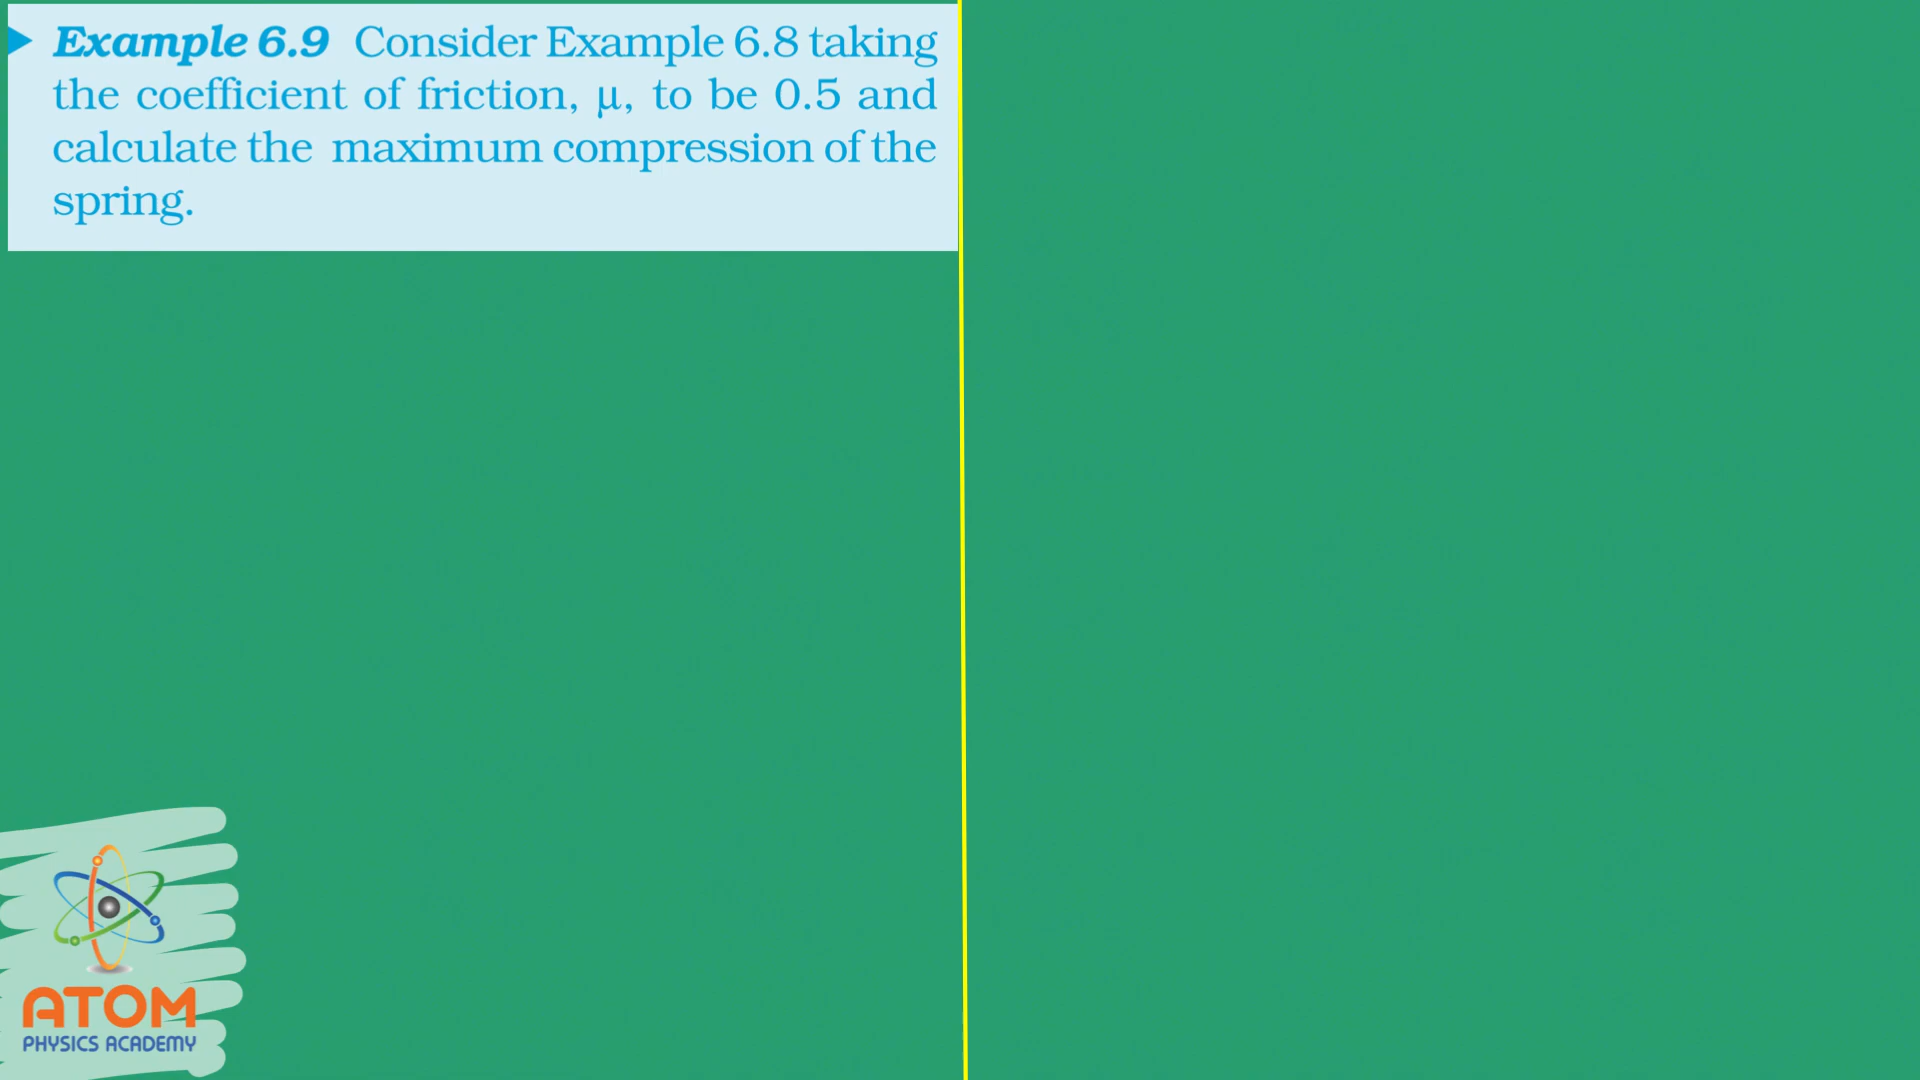 Example 6.9 Consider Example 6.8 taking
the coefficient of friction, μ, to be 0.5 and
calculate the maximum compression of the
spring.
ATOM
PHYSICS ACADEMY